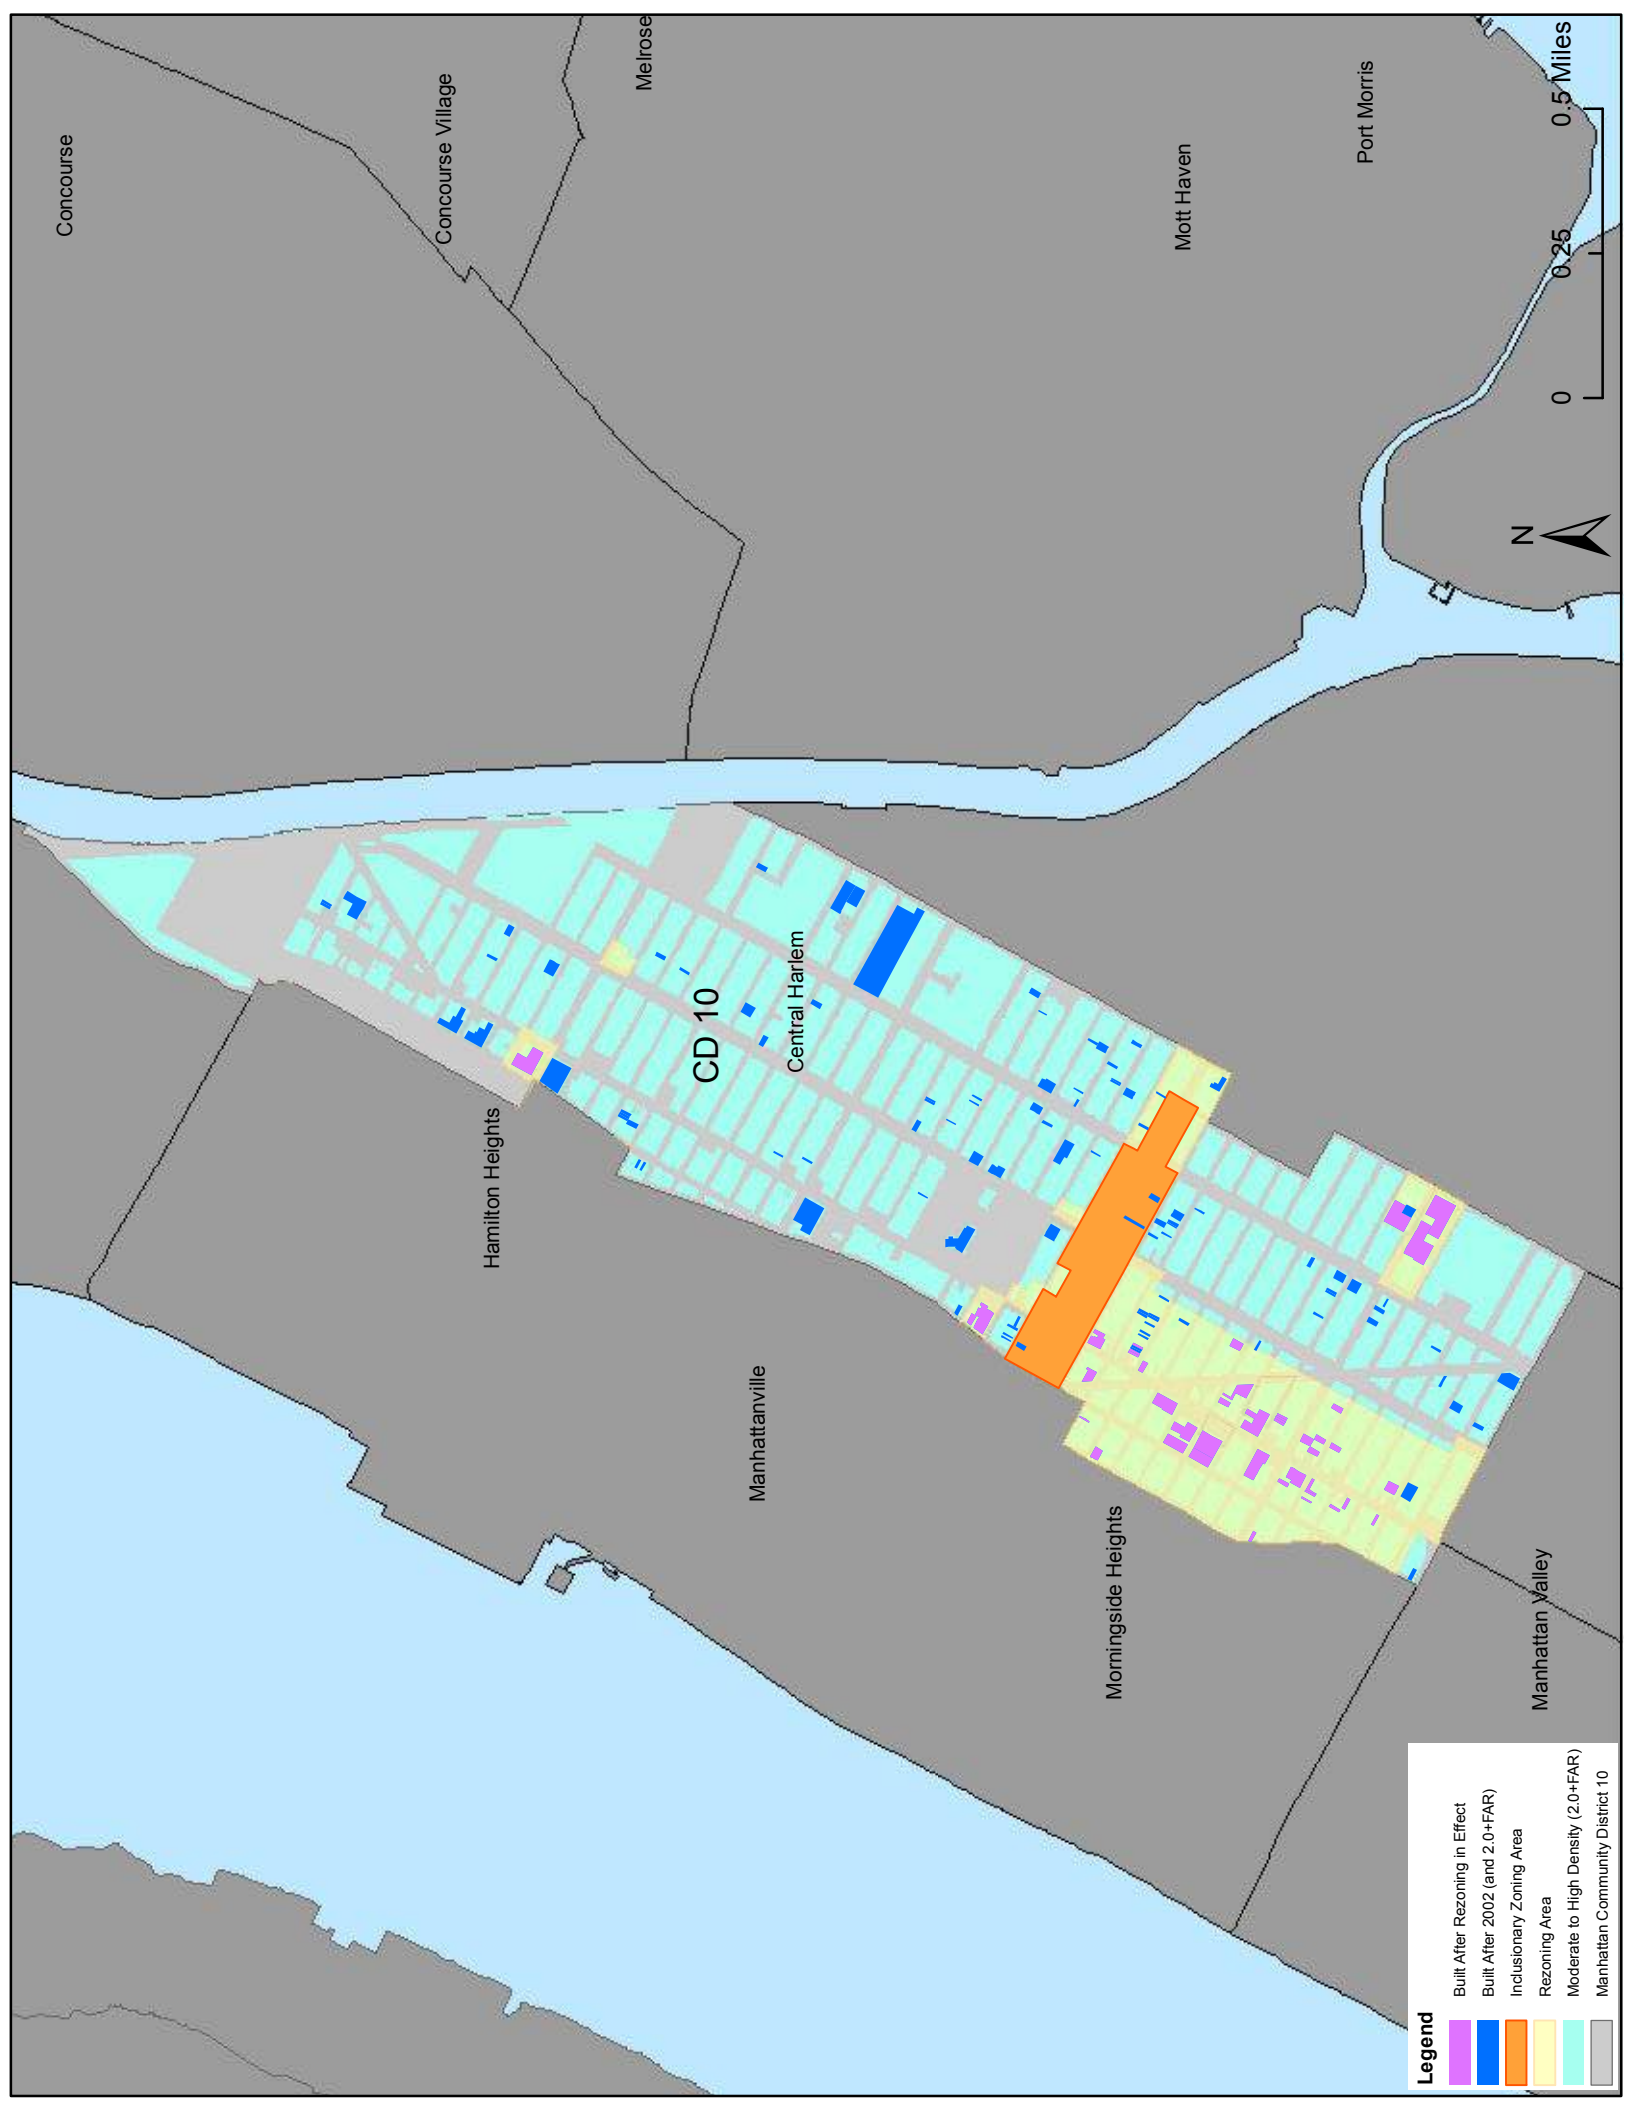 Concourse
Concourse Village
Melrose
Mott Haven
Port Morris
Hamilton Heights
CD 10
Central Harlem
Manhattanville
Morningside Heights
Manhattan Valley
N
0 0.25 0.5 Miles
Legend
Built After Rezoning in Effect
Built After 2002 (and 2.0+FAR)
Inclusionary Zoning Area
Rezoning Area
Moderate to High Density (2.0+FAR)
Manhattan Community District 10